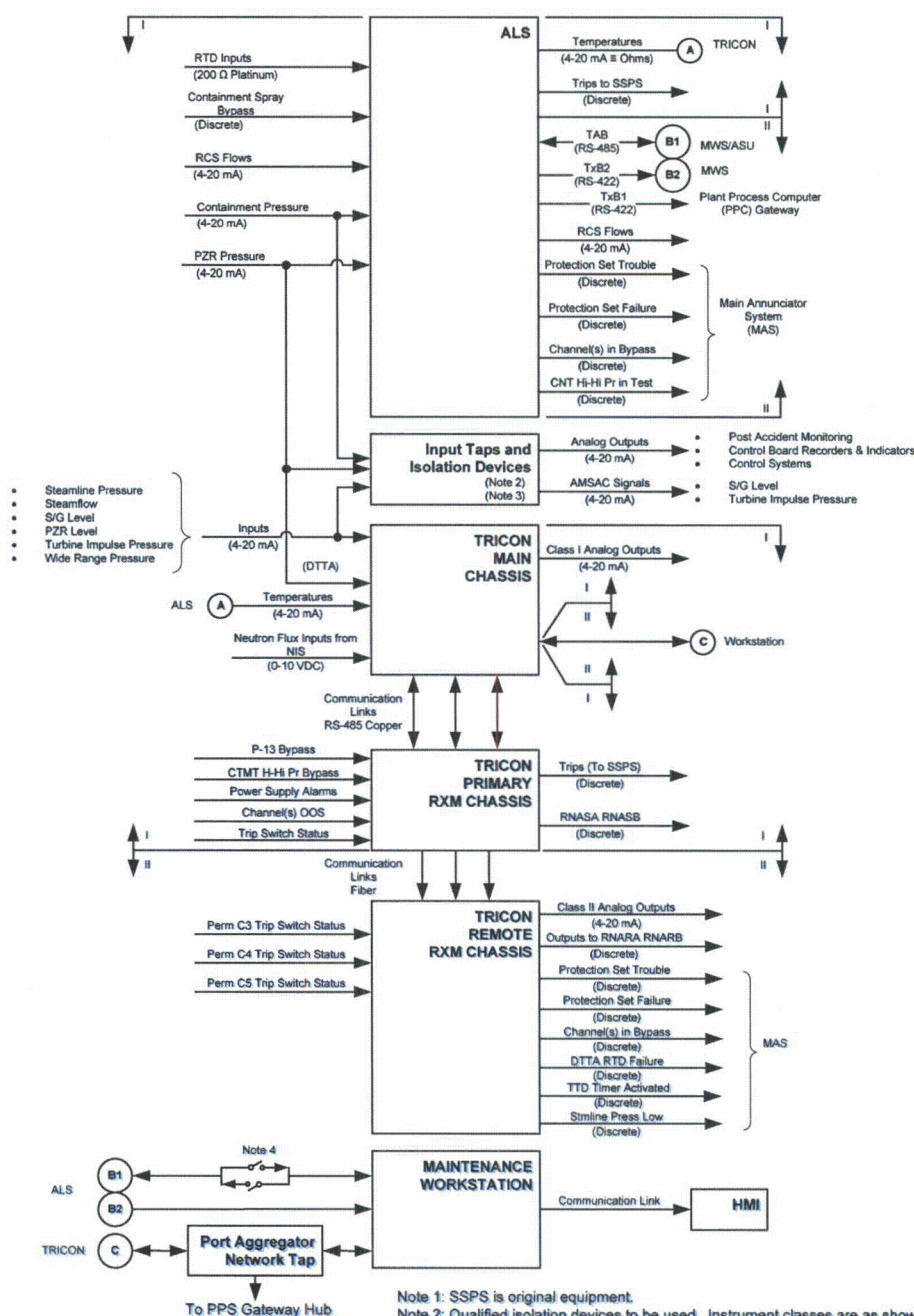 I
ALS
I
RTD Inputs
(200 Ω Platinum)
Temperatures
(4-20 mA ≡ Ohms)
A
TRICON
Containment Spray
Bypass
(Discrete)
Trips to SSPS
(Discrete)
I
II
TAB
(RS-485)
B1
MWS/ASU
RCS Flows
(4-20 mA)
TxB2
(RS-422)
B2
MWS
TxB1
(RS-422)
Plant Process Computer
(PPC) Gateway
Containment Pressure
(4-20 mA)
RCS Flows
(4-20 mA)
PZR Pressure
(4-20 mA)
Protection Set Trouble
(Discrete)
Protection Set Failure
(Discrete)
Main Annunciator
System
(MAS)
Channel(s) in Bypass
(Discrete)
CNT Hi-Hi Pr in Test
(Discrete)
II
Input Taps and
Isolation Devices
(Note 2)
(Note 3)
Analog Outputs
(4-20 mA)
• Post Accident Monitoring
• Control Board Recorders & Indicators
• Control Systems
AMSAC Signals
(4-20 mA)
• S/G Level
• Turbine Impulse Pressure
• Steamline Pressure
• Steamflow
• S/G Level
• PZR Level
• Turbine Impulse Pressure
• Wide Range Pressure
Inputs
(4-20 mA)
TRICON
MAIN
CHASSIS
I
Class I Analog Outputs
(4-20 mA)
(DTTA)
I
II
ALS
A
Temperatures
(4-20 mA)
C
Workstation
Neutron Flux Inputs from
NIS
(0-10 VDC)
II
I
Communication
Links
RS-485 Copper
P-13 Bypass
CTMT H-Hi Pr Bypass
Power Supply Alarms
Channel(s) OOS
Trip Switch Status
TRICON
PRIMARY
RXM CHASSIS
Trips (To SSPS)
(Discrete)
RNASA RNASB
(Discrete)
I
II
I
II
Communication
Links
Fiber
TRICON
REMOTE
RXM CHASSIS
Perm C3 Trip Switch Status
Perm C4 Trip Switch Status
Perm C5 Trip Switch Status
Class II Analog Outputs
(4-20 mA)
Outputs to RNARA RNARB
(Discrete)
Protection Set Trouble
(Discrete)
Protection Set Failure
(Discrete)
Channel(s) in Bypass
(Discrete)
MAS
DTTA RTD Failure
(Discrete)
TTD Timer Activated
(Discrete)
Stmline Press Low
(Discrete)
Note 4
ALS
B1
B2
MAINTENANCE
WORKSTATION
Communication Link
HMI
TRICON
C
Port Aggregator
Network Tap
To PPS Gateway Hub
Note 1: SSPS is original equipment.
Note 2: Qualified isolation devices to be used. Instrument classes are as show